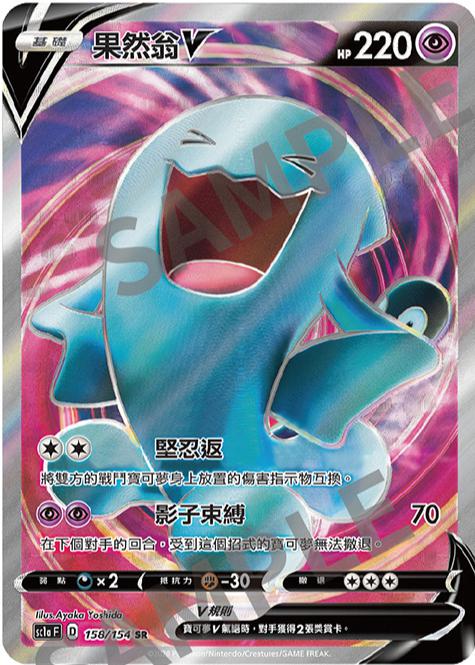 基礎
果然翁V
HP220
堅忍返
將雙方的戰鬥寶可夢身上放置的傷害指示物互換。
影子束縛 70
在下個對手的回合，受到這個招式的寶可夢無法撤退。
弱點 ×2 抵抗力 -30 撤退
Illus. Ayaka Yoshida
V規則
sc1a F D 158/154 SR
寶可夢V氣絕時，對手獲得2張獎賞卡。
Pokémon/Nintendo/Creatures/GAME FREAK.
SAMPLE
SAMPLE